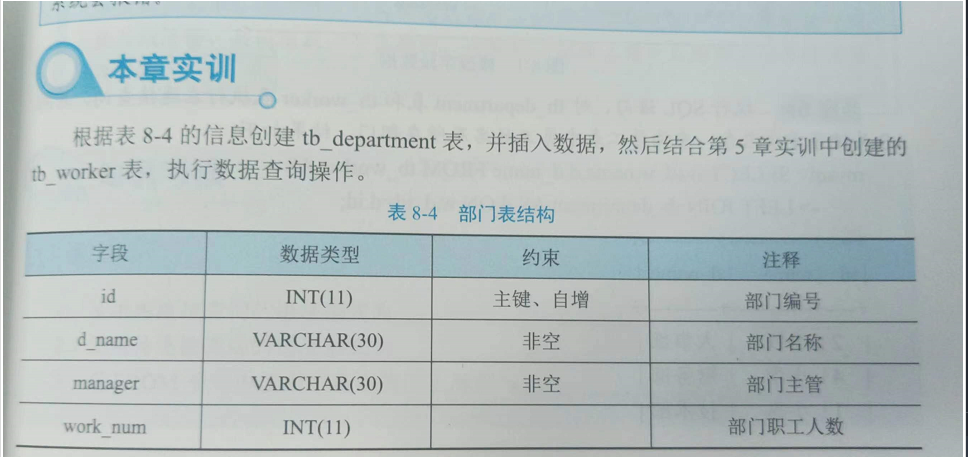 本章实训
根据表 8-4 的信息创建 tb_department 表，并插入数据，然后结合第 5 章实训中创建的
tb_worker 表，执行数据查询操作。
表 8-4 部门表结构
字段 数据类型 约束 注释
id INT(11) 主键、自增 部门编号
d_name VARCHAR(30) 非空 部门名称
manager VARCHAR(30) 非空 部门主管
work_num INT(11) 部门职工人数